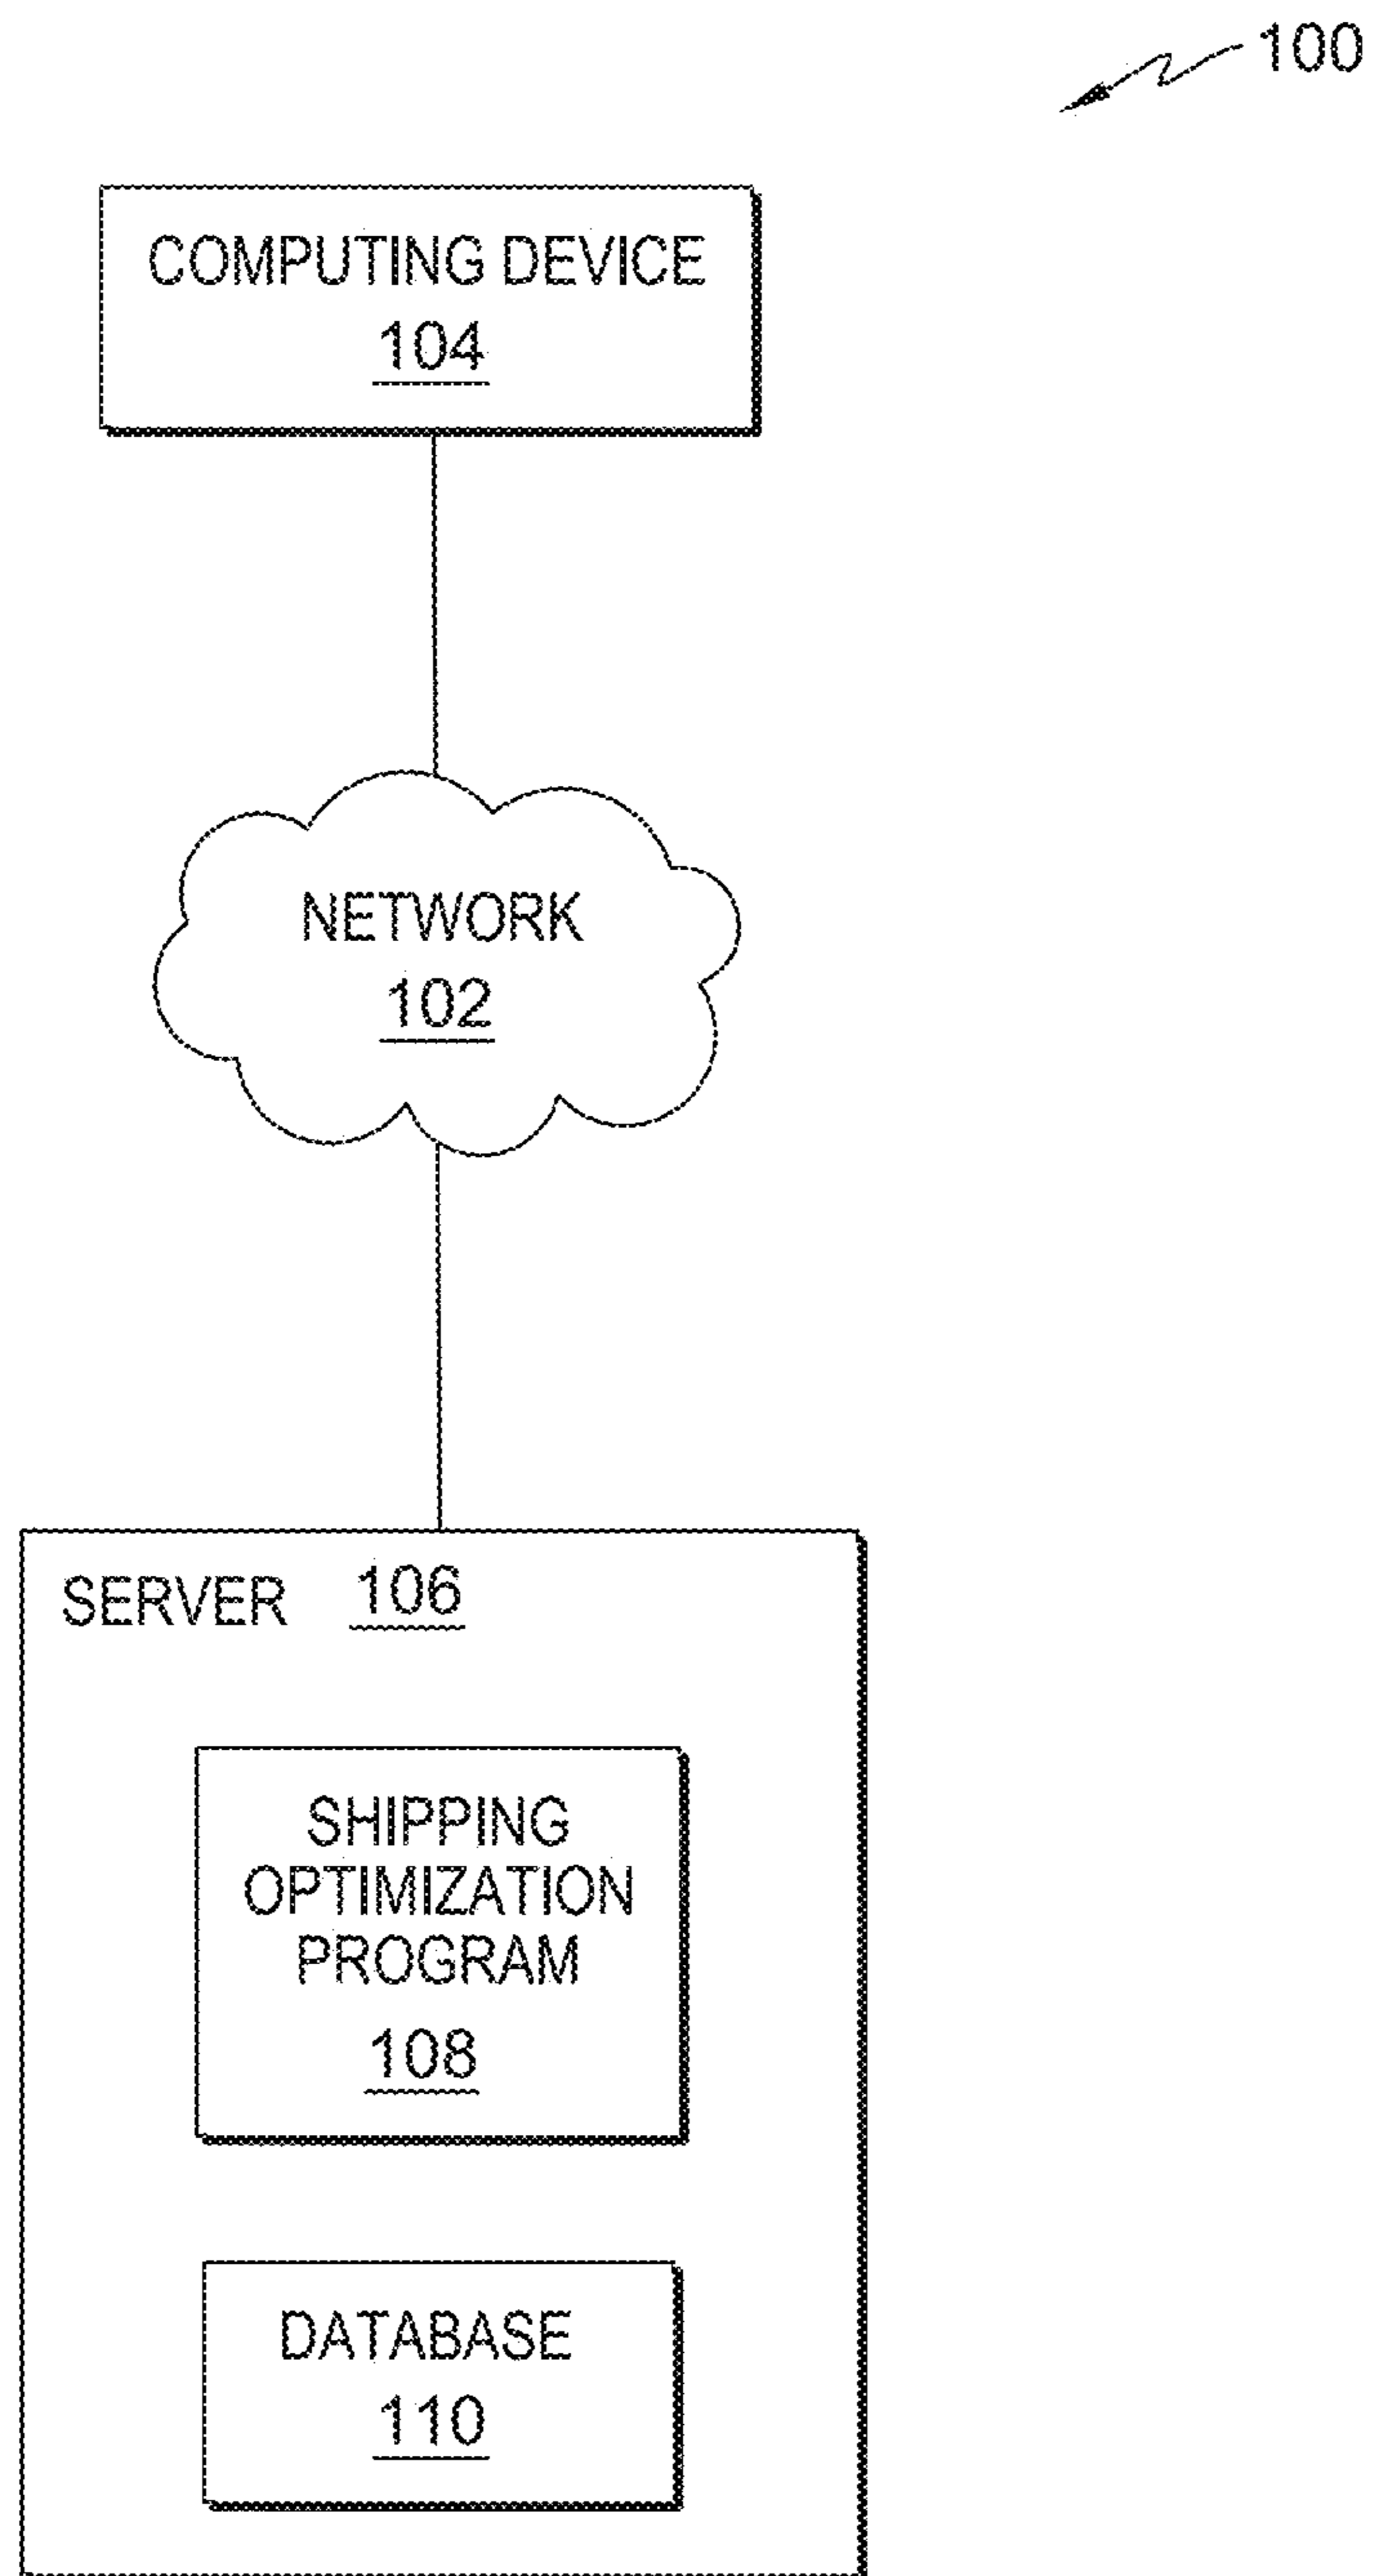 100
COMPUTING DEVICE
104
NETWORK
102
SERVER 106
SHIPPING
OPTIMIZATION
PROGRAM
108
DATABASE
110